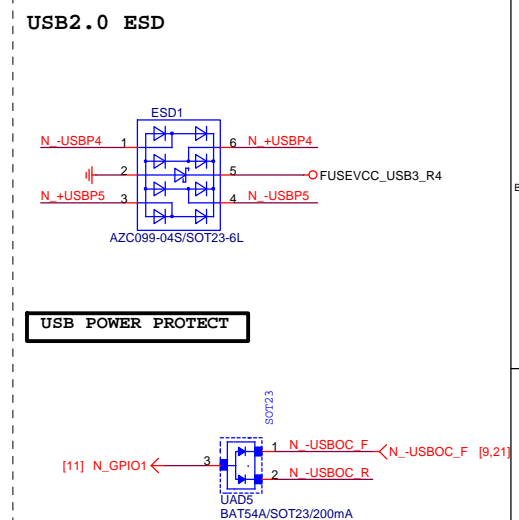 USB2.0 ESD
ESD1
N_-USBP4 1 6 N_+USBP4
2 5 FUSEVCC_USB3_R4
N_+USBP5 3 4 N_-USBP5
AZC099-04S/SOT23-6L
B
USB POWER PROTECT
SOT23
1 N_-USBOC_F N_-USBOC_F [9,21]
[11] N_GPIO1 3
2 N_-USBOC_R
UAD5
BAT54A/SOT23/200mA